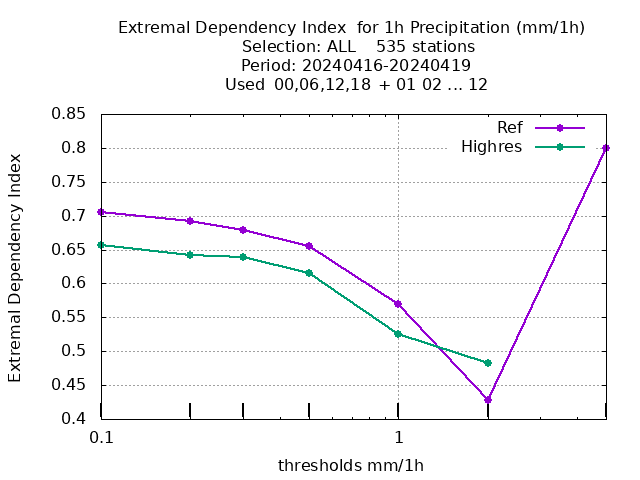 Extremal Dependency Index  for 1h Precipitation (mm/1h)
Selection: ALL    535 stations
Period: 20240416-20240419
Used  00,06,12,18 + 01 02 ... 12
Ref
Highres
Extremal Dependency Index
0.85
0.8
0.75
0.7
0.65
0.6
0.55
0.5
0.45
0.4
0.1
1
thresholds mm/1h